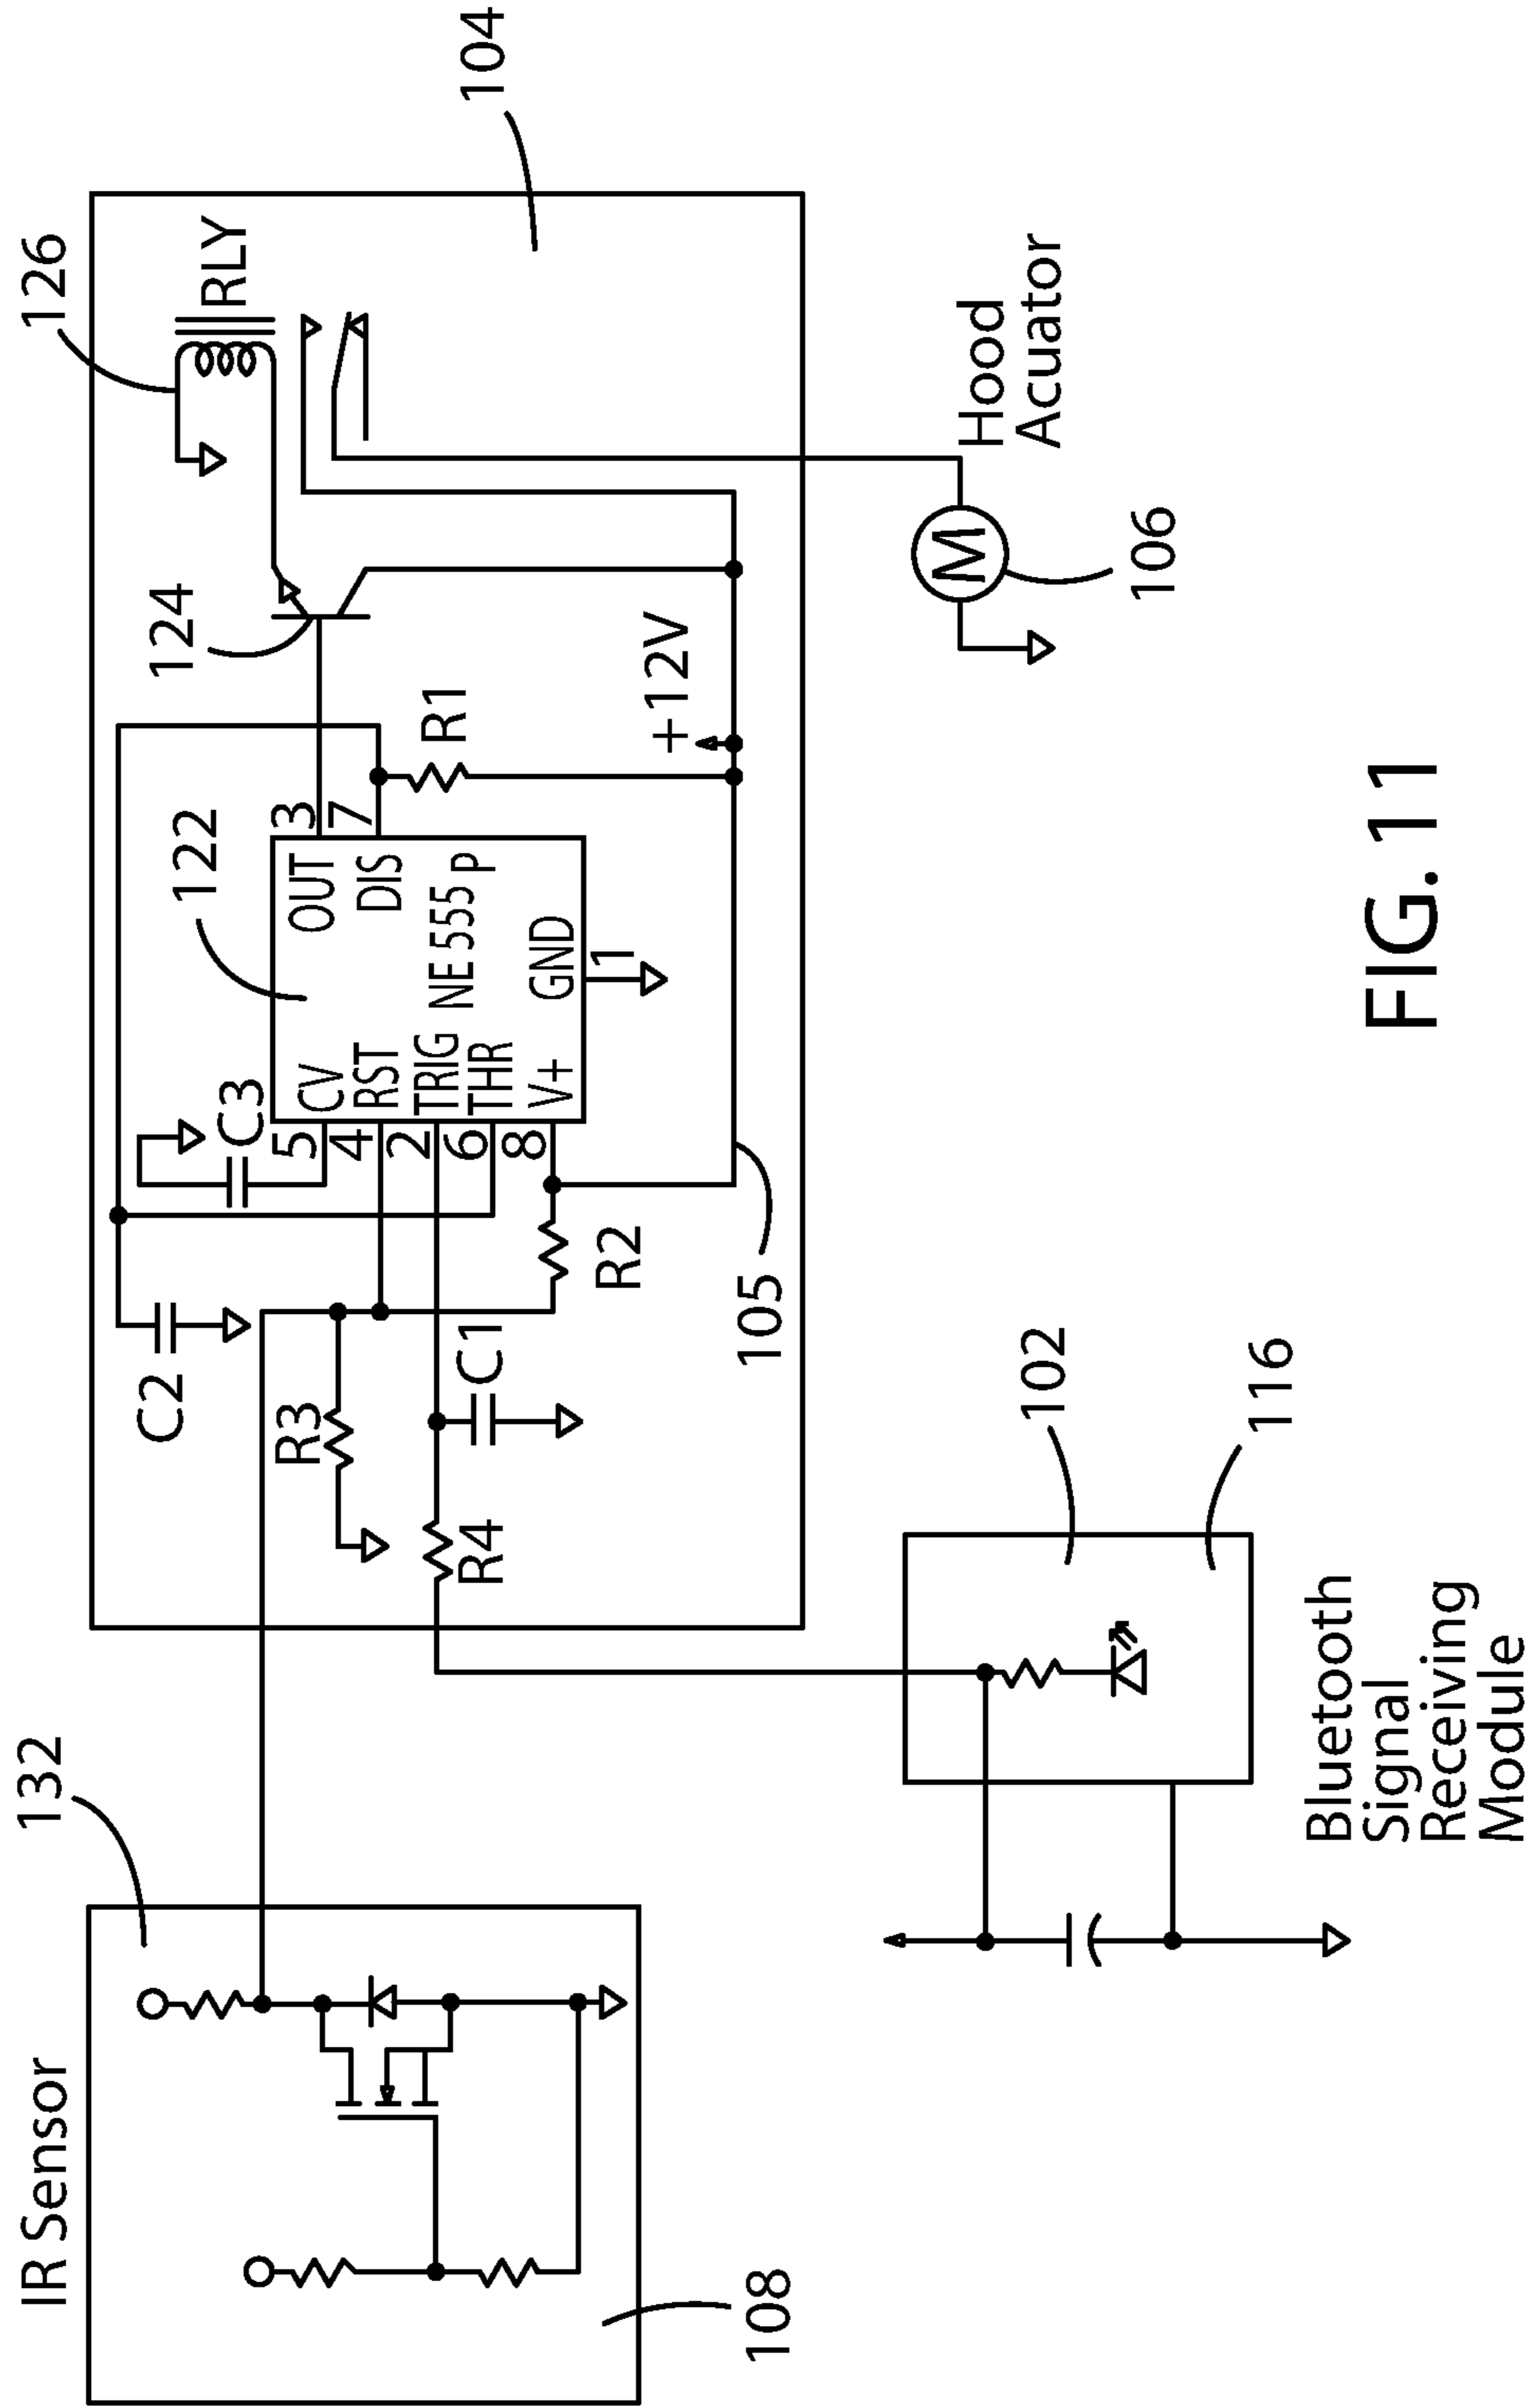 IR Sensor
132
108
C2
R3
R4
C1
R2
C3
5
4
2
6
8
CV
RST
TRIG
THR
V+
OUT
DIS
NE 555 P
GND
3
7
1
122
R1
+12V
124
126
RLY
104
105
Bluetooth
Signal
Receiving
Module
102
116
106
M
Hood
Acuator
FIG. 11